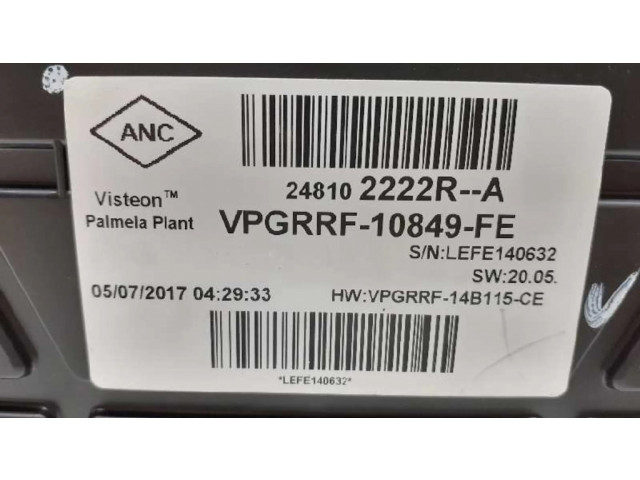 ANC
24810 2222R--A
Visteon™
Palmela Plant
VPGRRF-10849-FE
S/N:LEFE140632
SW:20.05.
05/07/2017 04:29:33
HW:VPGRRF-14B115-CE
*LEFE140632*